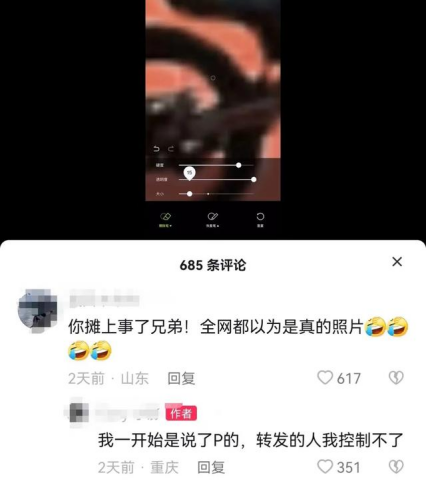 15
685 条评论
你摊上事了兄弟！全网都以为是真的照片🤣🤣🤣🤣
2天前 · 山东 回复 617
作者
我一开始是说了P的，转发的人我控制不了
2天前 · 重庆 回复 351